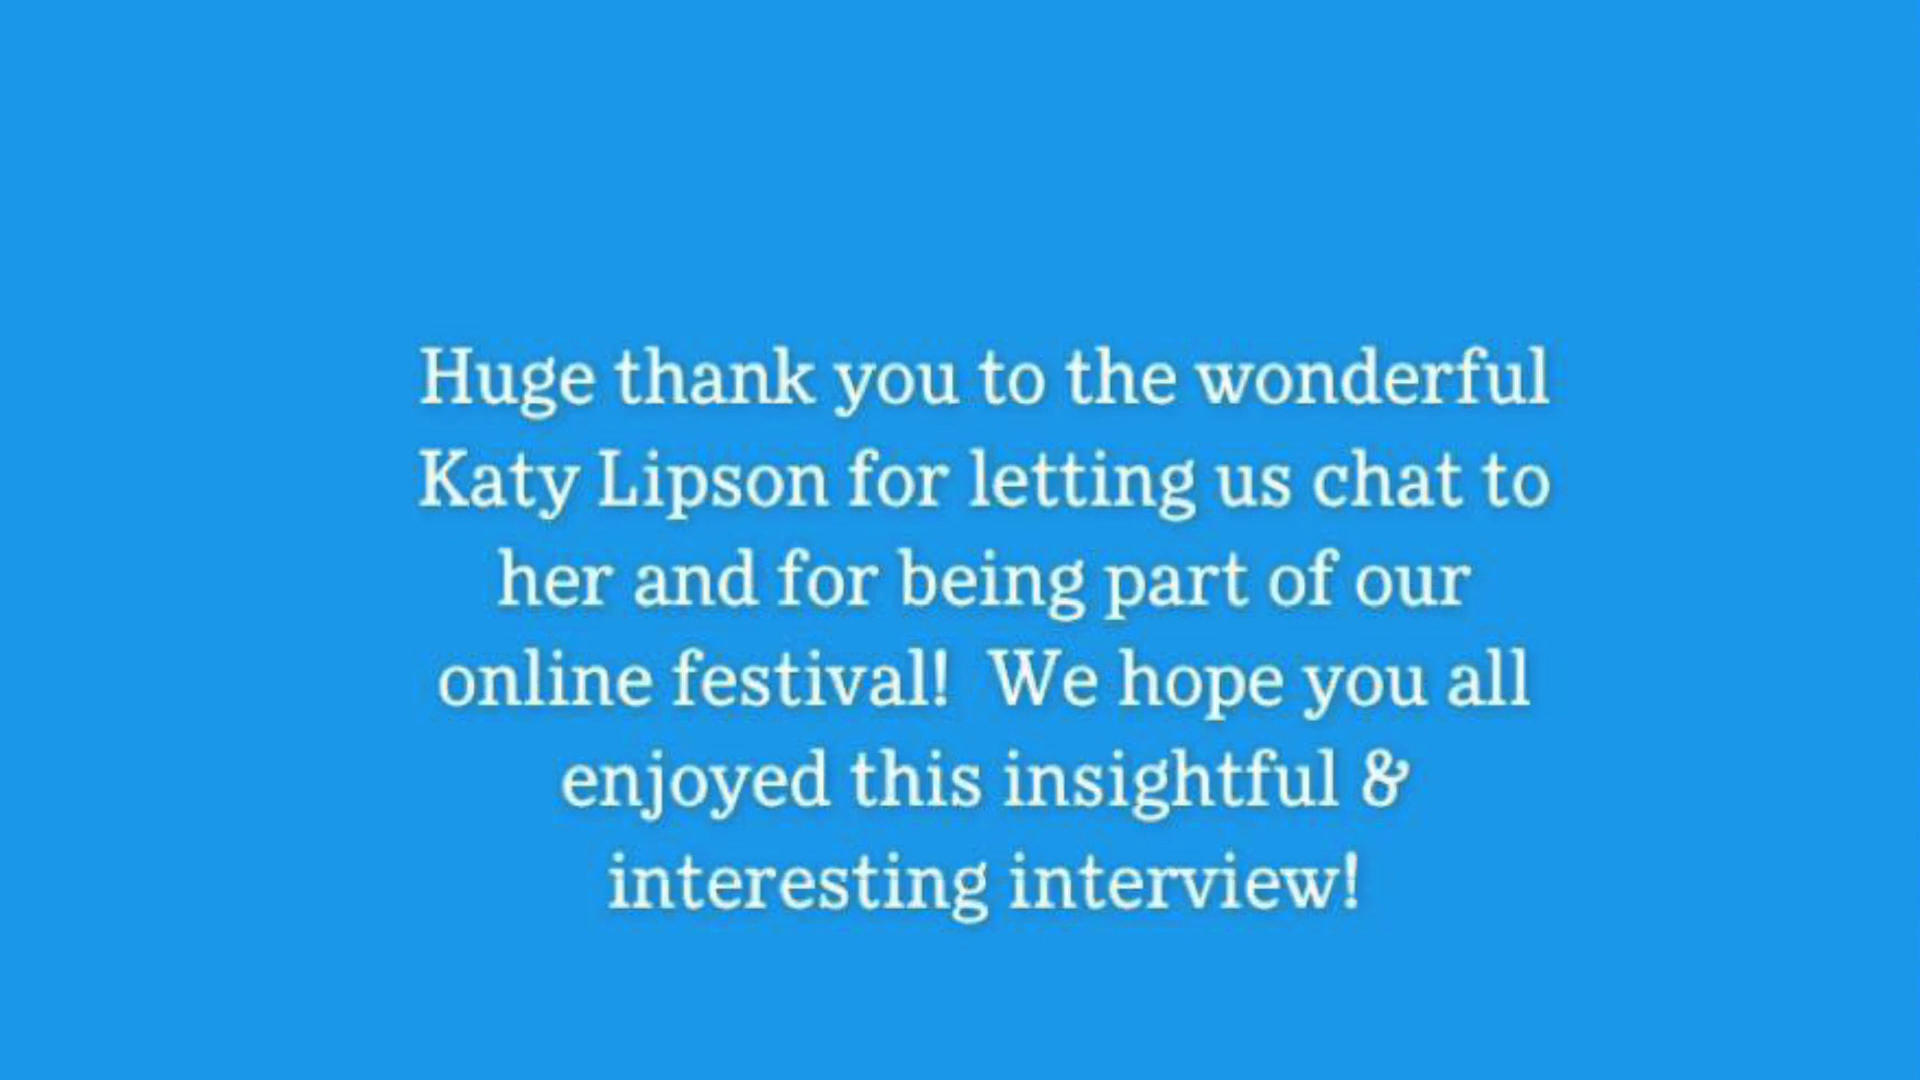 Huge thank you to the wonderful
Katy Lipson for letting us chat to
her and for being part of our
online festival!  We hope you all
enjoyed this insightful &
interesting interview!